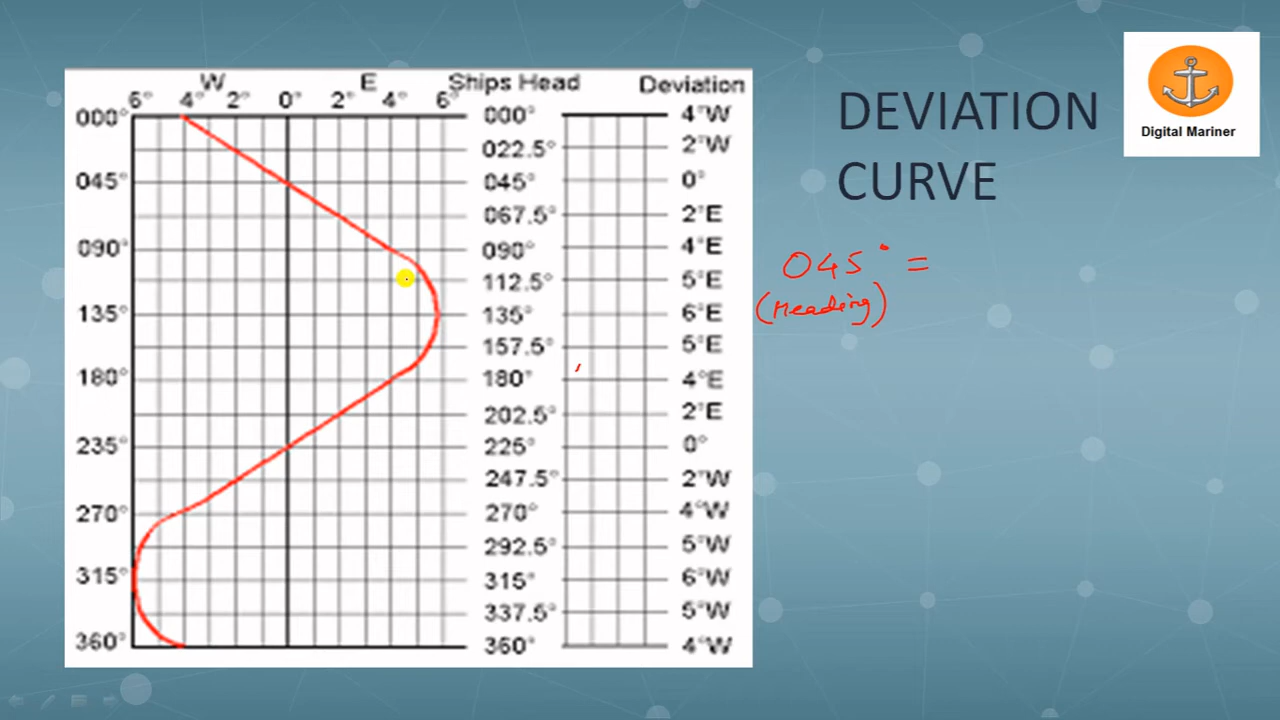 W E Ships Head Deviation
6° 4° 2° 0° 2° 4° 6°
000° 000° 4°W
022.5° 2°W
045° 045° 0°
067.5° 2°E
090° 090° 4°E
112.5° 5°E
135° 135° 6°E
157.5° 5°E
180° 180° 4°E
202.5° 2°E
235° 225° 0°
247.5° 2°W
270° 270° 4°W
292.5° 5°W
315° 315° 6°W
337.5° 5°W
360° 360° 4°W
DEVIATION
CURVE
045° =
(Heading)
Digital Mariner